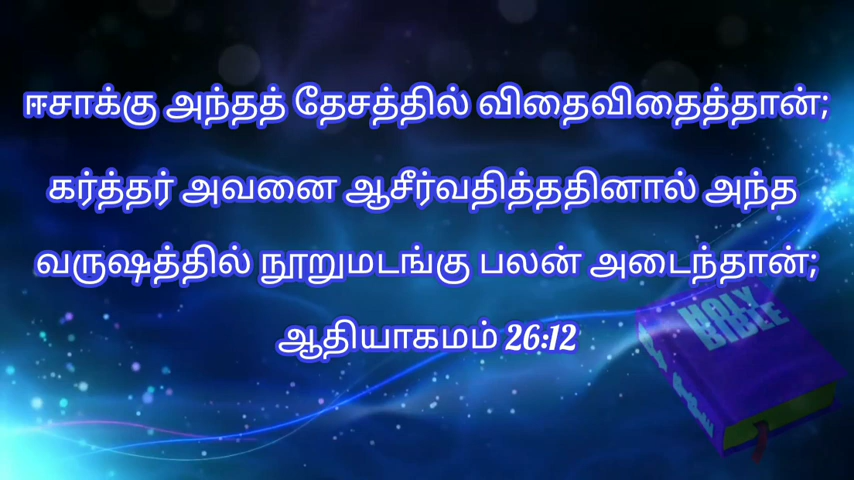 ஈசாக்கு அந்தத் தேசத்தில் விதைவிதைத்தான்;
கர்த்தர் அவனை ஆசீர்வதித்ததினால் அந்த
வருஷத்தில் நூறுமடங்கு பலன் அடைந்தான்;
ஆதியாகமம் 26:12
HOLY
BIBLE